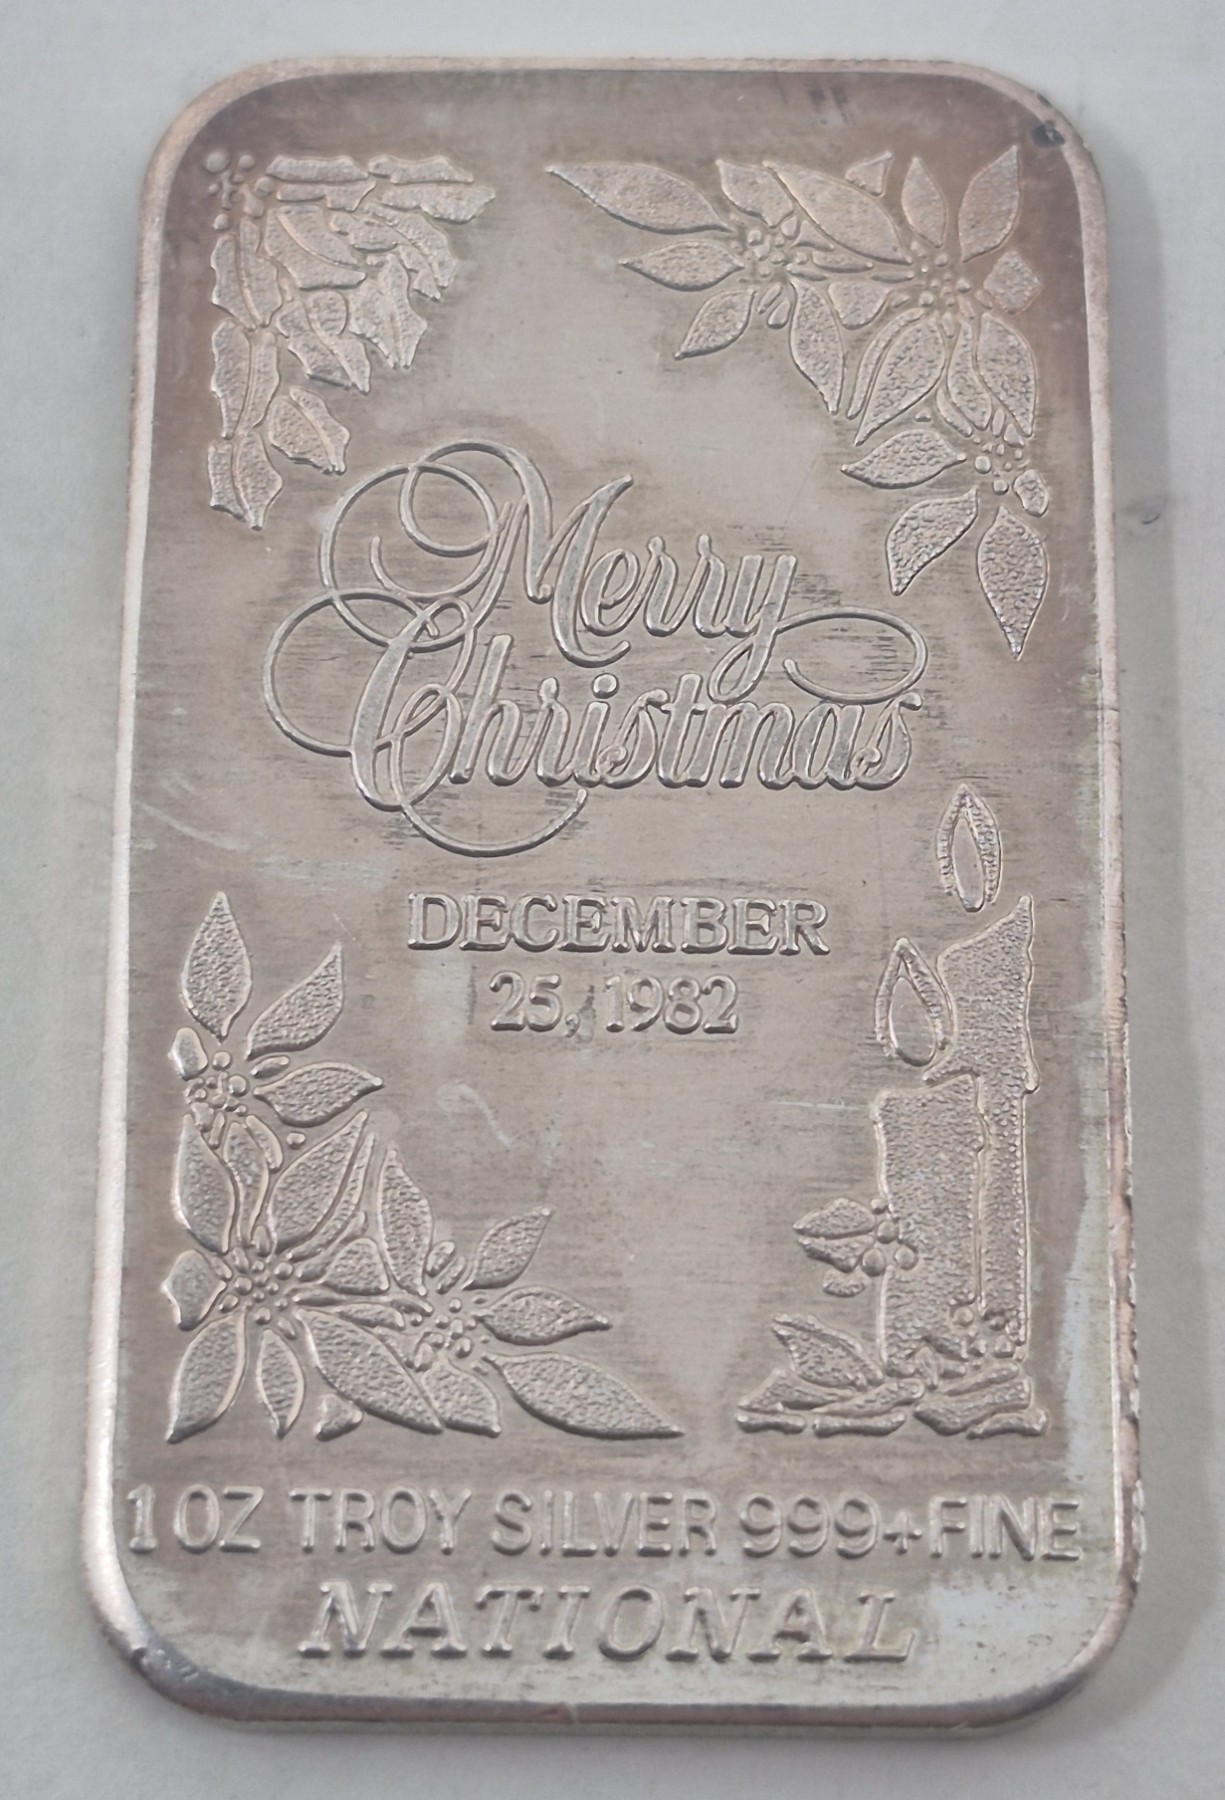 Merry
Christmas
DECEMBER
25, 1982
1 OZ TROY SILVER 999+FINE
NATIONAL